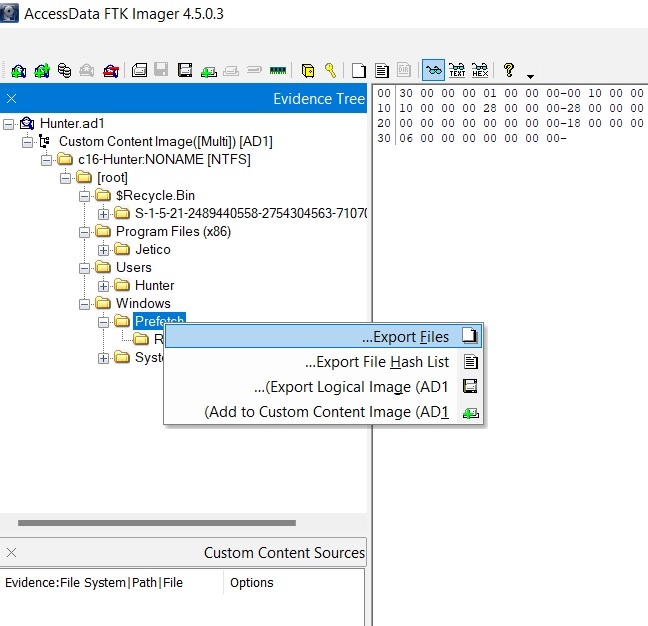 AccessData FTK Imager 4.5.0.3
TEXT HEX
Evidence Tree
Hunter.ad1
Custom Content Image([Multi]) [AD1]
c16-Hunter:NONAME [NTFS]
[root]
$Recycle.Bin
S-1-5-21-2489440558-2754304563-7107
Program Files (x86)
Jetico
Users
Hunter
Windows
Prefetch
R
Syst
...Export Files
...Export File Hash List
...(Export Logical Image (AD1
(Add to Custom Content Image (AD1
Custom Content Sources
Evidence:File System|Path|File Options
00 30 00 00 00 01 00 00 00-00 10 00 00
10 10 00 00 00 28 00 00 00-28 00 00 00
20 00 00 00 00 00 00 00 00-18 00 00 00
30 06 00 00 00 00 00 00 00-